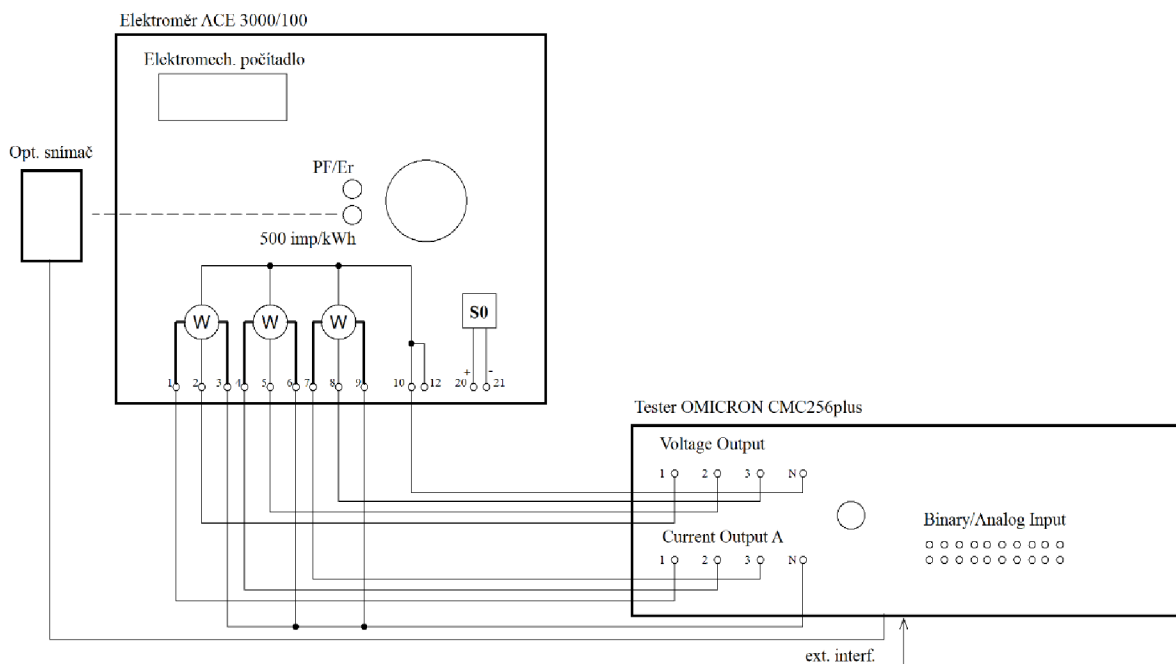 Elektroměr ACE 3000/100
Elektromech. počítadlo
Opt. snímač
PF/Er
500 imp/kWh
W W W
S0
+ -
1 2 3 4 5 6 7 8 9 10 12 20 21
Tester OMICRON CMC256plus
Voltage Output
1 2 3 N
Binary/Analog Input
Current Output A
1 2 3 N
ext. interf.